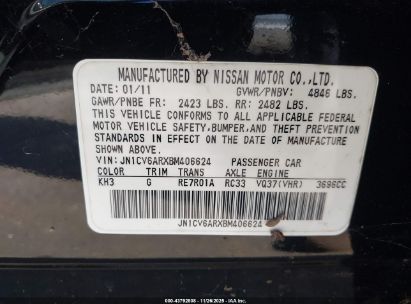 MANUFACTURED BY NISSAN MOTOR CO.,LTD.
DATE: 01/11 GVWR/PNBV: 4846 LBS.
GAWR/PNBE FR: 2423 LBS. RR: 2482 LBS.
THIS VEHICLE CONFORMS TO ALL APPLICABLE FEDERAL
MOTOR VEHICLE SAFETY, BUMPER, AND THEFT PREVENTION
STANDARDS IN EFFECT ON THE DATE OF MANUFACTURE
SHOWN ABOVE.
VIN: JN1CV6ARXBM406624 PASSENGER CAR
COLOR TRIM TRANS AXLE ENGINE
KH3 G RE7R01A RC33 VQ37(VHR) 3696CC
JN1CV6ARXBM406624